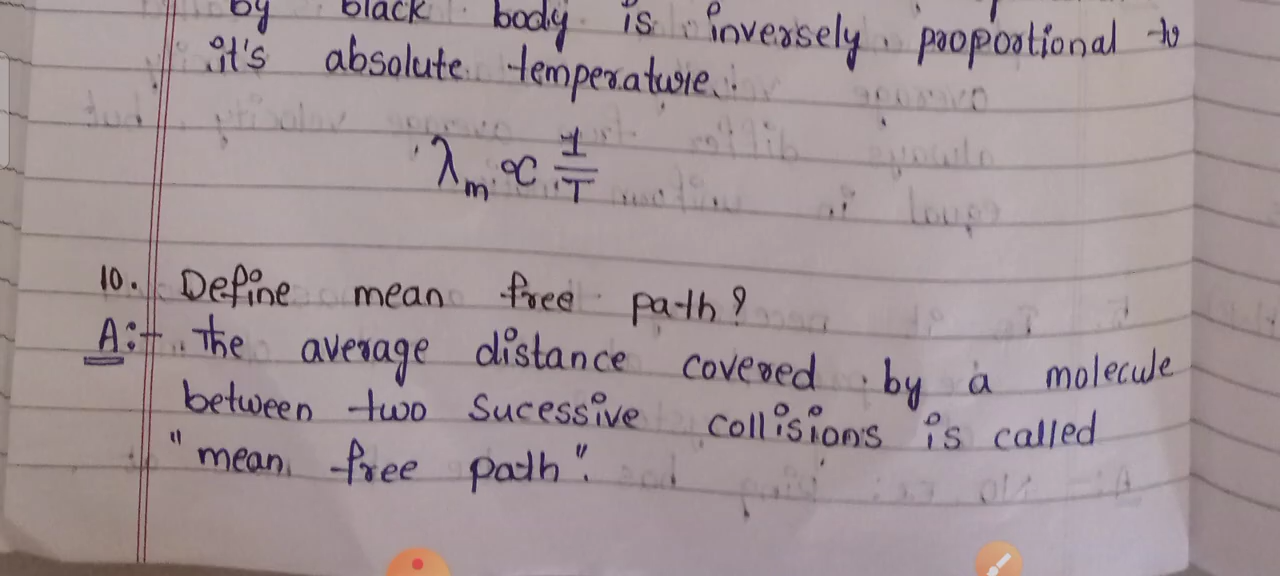 by black body is inversely proportional to
it's absolute temperature.
λm ∝ 1/T
10. Define mean free path?
A:- The average distance covered by a molecule
between two sucessive collisions is called
"mean free path".